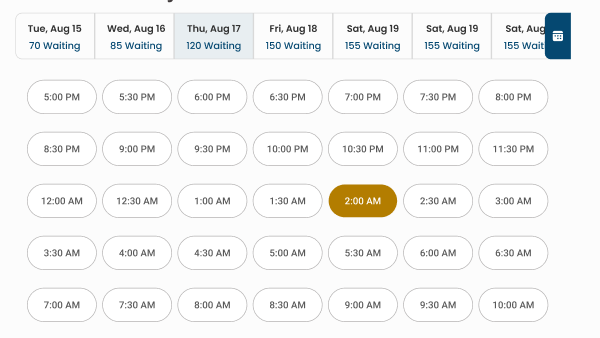 Tue, Aug 15 Wed, Aug 16 Thu, Aug 17 Fri, Aug 18 Sat, Aug 19 Sat, Aug 19 Sat, Aug
70 Waiting 85 Waiting 120 Waiting 150 Waiting 155 Waiting 155 Waiting 155 Wait
5:00 PM 5:30 PM 6:00 PM 6:30 PM 7:00 PM 7:30 PM 8:00 PM
8:30 PM 9:00 PM 9:30 PM 10:00 PM 10:30 PM 11:00 PM 11:30 PM
12:00 AM 12:30 AM 1:00 AM 1:30 AM 2:00 AM 2:30 AM 3:00 AM
3:30 AM 4:00 AM 4:30 AM 5:00 AM 5:30 AM 6:00 AM 6:30 AM
7:00 AM 7:30 AM 8:00 AM 8:30 AM 9:00 AM 9:30 AM 10:00 AM